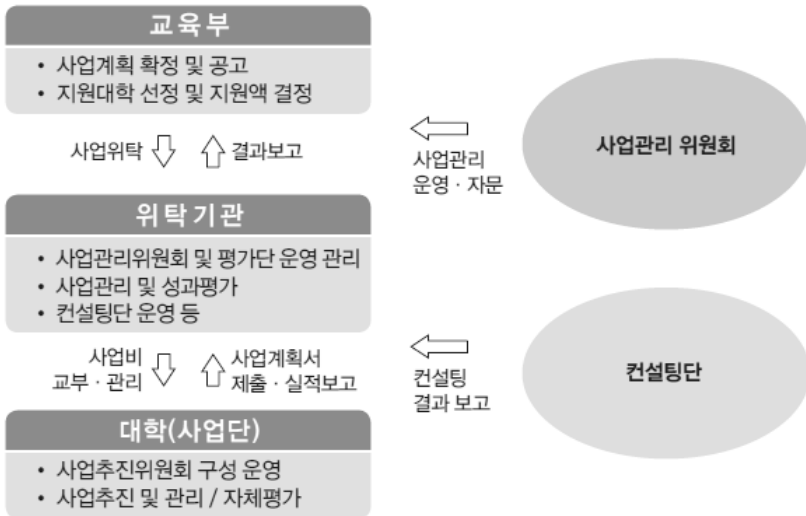 교육부
• 사업계획 확정 및 공고
• 지원대학 선정 및 지원액 결정
사업위탁
결과보고
사업관리
운영 · 자문
사업관리 위원회
위탁기관
• 사업관리위원회 및 평가단 운영 관리
• 사업관리 및 성과평가
• 컨설팅단 운영 등
사업비
교부 · 관리
사업계획서
제출 · 실적보고
컨설팅
결과 보고
컨설팅단
대학(사업단)
• 사업추진위원회 구성 운영
• 사업추진 및 관리 / 자체평가